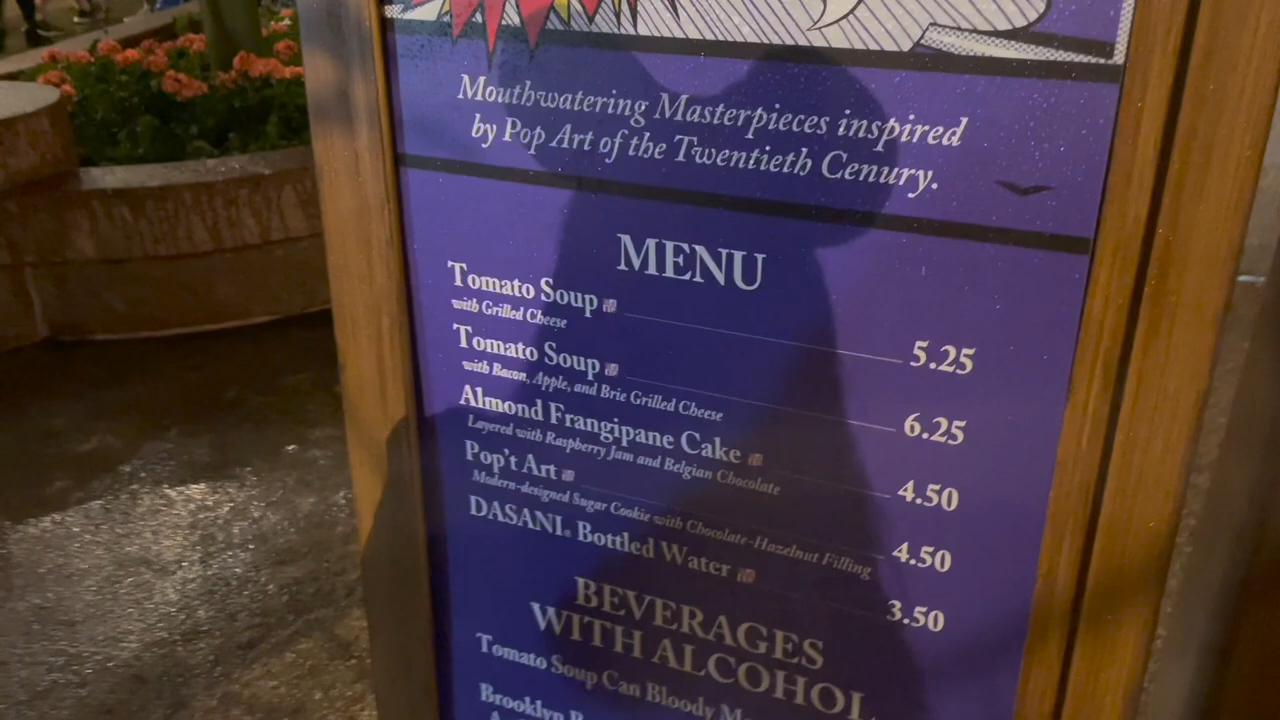 Mouthwatering Masterpieces inspired
by Pop Art of the Twentieth Cenury.
MENU
Tomato Soup 5.25
with Grilled Cheese
Tomato Soup 6.25
with Bacon, Apple, and Brie Grilled Cheese
Almond Frangipane Cake 4.50
Layered with Raspberry Jam and Belgian Chocolate
Pop't Art 4.50
Modern-designed Sugar Cookie with Chocolate-Hazelnut Filling
DASANI® Bottled Water 3.50
BEVERAGES
WITH ALCOHOL
Tomato Soup Can Bloody
Brooklyn